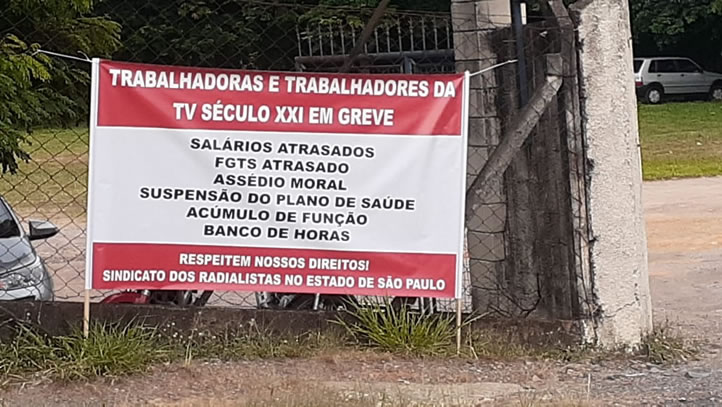 TRABALHADORAS E TRABALHADORES DA
TV SÉCULO XXI EM GREVE
SALÁRIOS ATRASADOS
FGTS ATRASADO
ASSÉDIO MORAL
SUSPENSÃO DO PLANO DE SAÚDE
ACÚMULO DE FUNÇÃO
BANCO DE HORAS
RESPEITEM NOSSOS DIREITOS!
SINDICATO DOS RADIALISTAS NO ESTADO DE SÃO PAULO